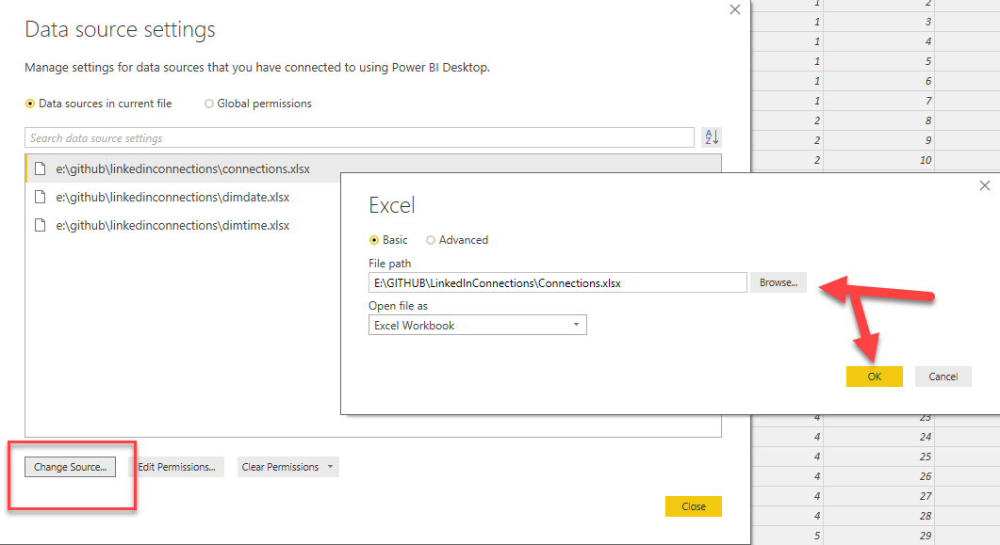 Data source settings
Manage settings for data sources that you have connected to using Power BI Desktop.
Data sources in current file Global permissions
Search data source settings
A
Z
e:\github\linkedinconnections\connections.xlsx
e:\github\linkedinconnections\dimdate.xlsx
e:\github\linkedinconnections\dimtime.xlsx
Change Source... Edit Permissions... Clear Permissions
Close
Excel
Basic Advanced
File path
E:\GITHUB\LinkedInConnections\Connections.xlsx Browse...
Open file as
Excel Workbook
OK Cancel
1 2
1 3
1 4
1 5
1 6
1 7
2 8
2 9
2 10
4 23
4 24
4 25
4 26
4 27
4 28
5 29